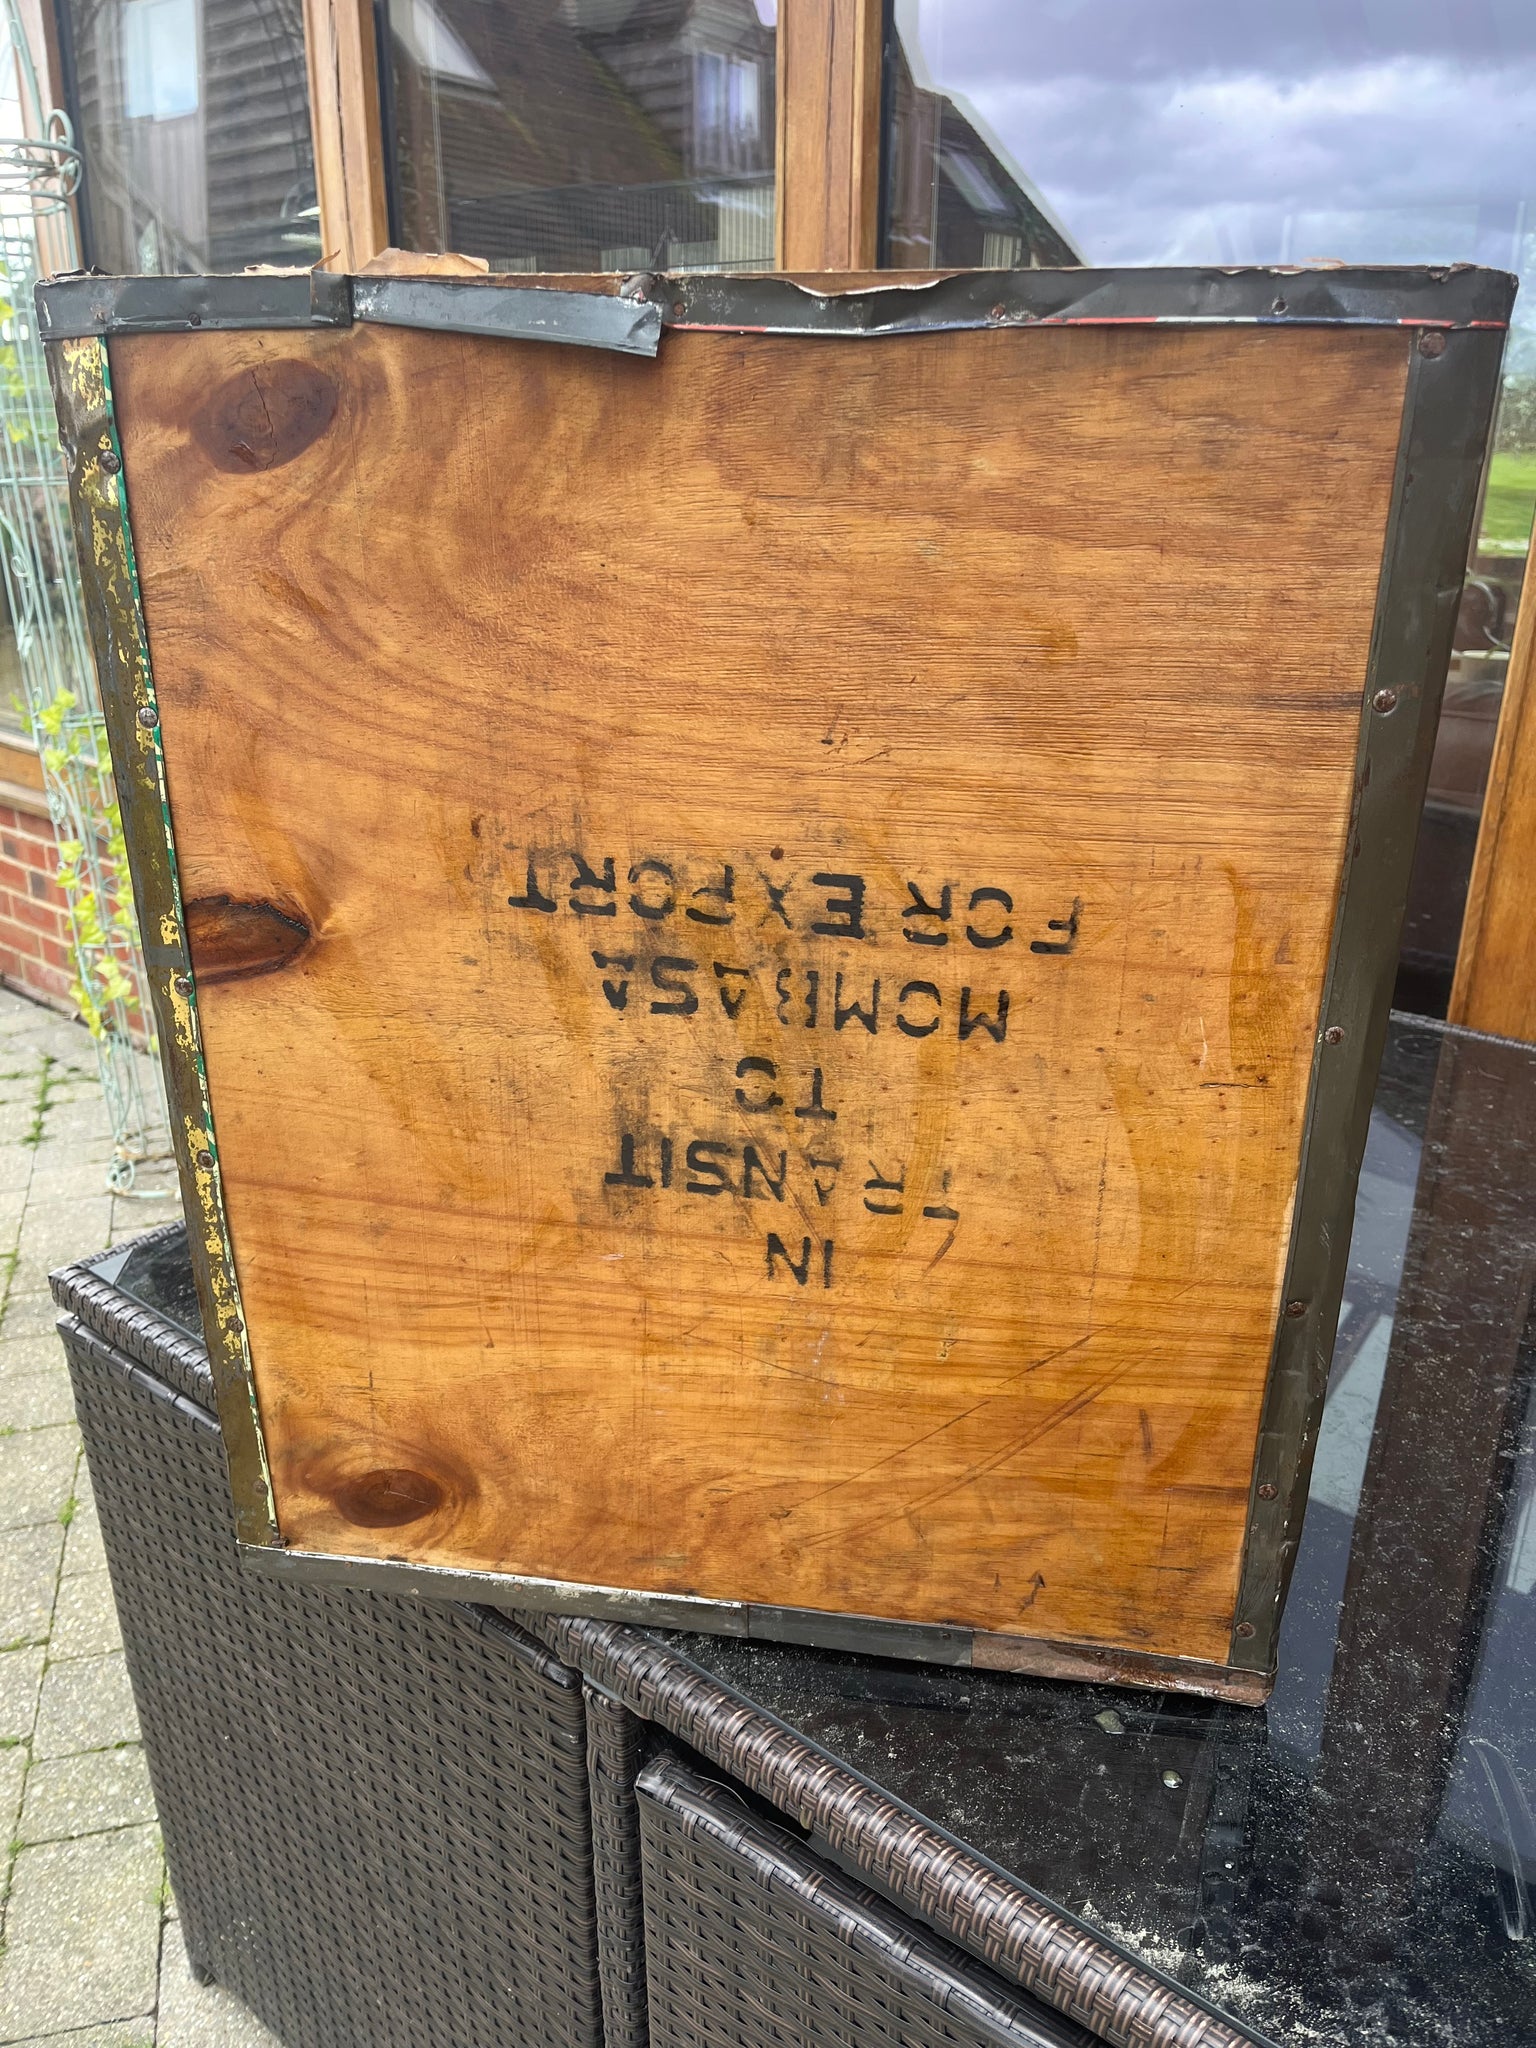 IN
TRANSIT
TO
MOMBASA
FOR EXPORT